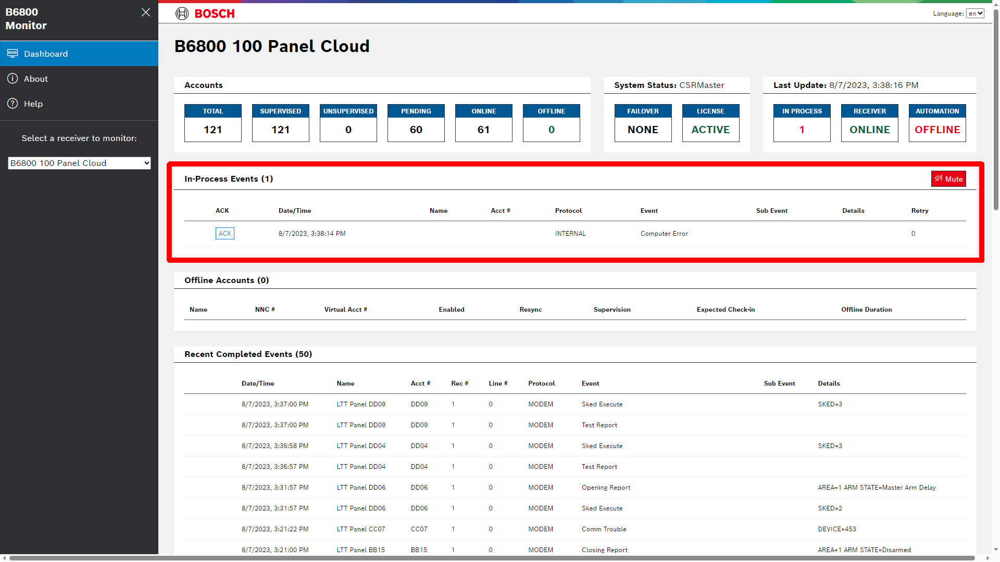 B6800
Monitor
Dashboard
About
Help
Select a receiver to monitor:
B6800 100 Panel Cloud
BOSCH
Language: en
B6800 100 Panel Cloud
Accounts
TOTAL SUPERVISED UNSUPERVISED PENDING ONLINE OFFLINE
121 121 0 60 61 0
System Status: CSRMaster
FAILOVER LICENSE
NONE ACTIVE
Last Update: 8/7/2023, 3:38:16 PM
IN PROCESS RECEIVER AUTOMATION
1 ONLINE OFFLINE
In-Process Events (1) Mute
ACK Date/Time Name Acct # Protocol Event Sub Event Details Retry
ACK 8/7/2023, 3:38:14 PM INTERNAL Computer Error 0
Offline Accounts (0)
Name NNC # Virtual Acct # Enabled Resync Supervision Expected Check-in Offline Duration
Recent Completed Events (50)
Date/Time Name Acct # Rec # Line # Protocol Event Sub Event Details
8/7/2023, 3:37:00 PM LTT Panel DD09 DD09 1 0 MODEM Sked Execute SKED=3
8/7/2023, 3:37:00 PM LTT Panel DD09 DD09 1 0 MODEM Test Report
8/7/2023, 3:36:58 PM LTT Panel DD04 DD04 1 0 MODEM Sked Execute SKED=3
8/7/2023, 3:36:57 PM LTT Panel DD04 DD04 1 0 MODEM Test Report
8/7/2023, 3:31:57 PM LTT Panel DD06 DD06 1 0 MODEM Opening Report AREA=1 ARM STATE=Master Arm Delay
8/7/2023, 3:31:57 PM LTT Panel DD06 DD06 1 0 MODEM Sked Execute SKED=2
8/7/2023, 3:21:22 PM LTT Panel CC07 CC07 1 0 MODEM Comm Trouble DEVICE=453
8/7/2023, 3:21:00 PM LTT Panel BB15 BB15 1 0 MODEM Closing Report AREA=1 ARM STATE=Disarmed